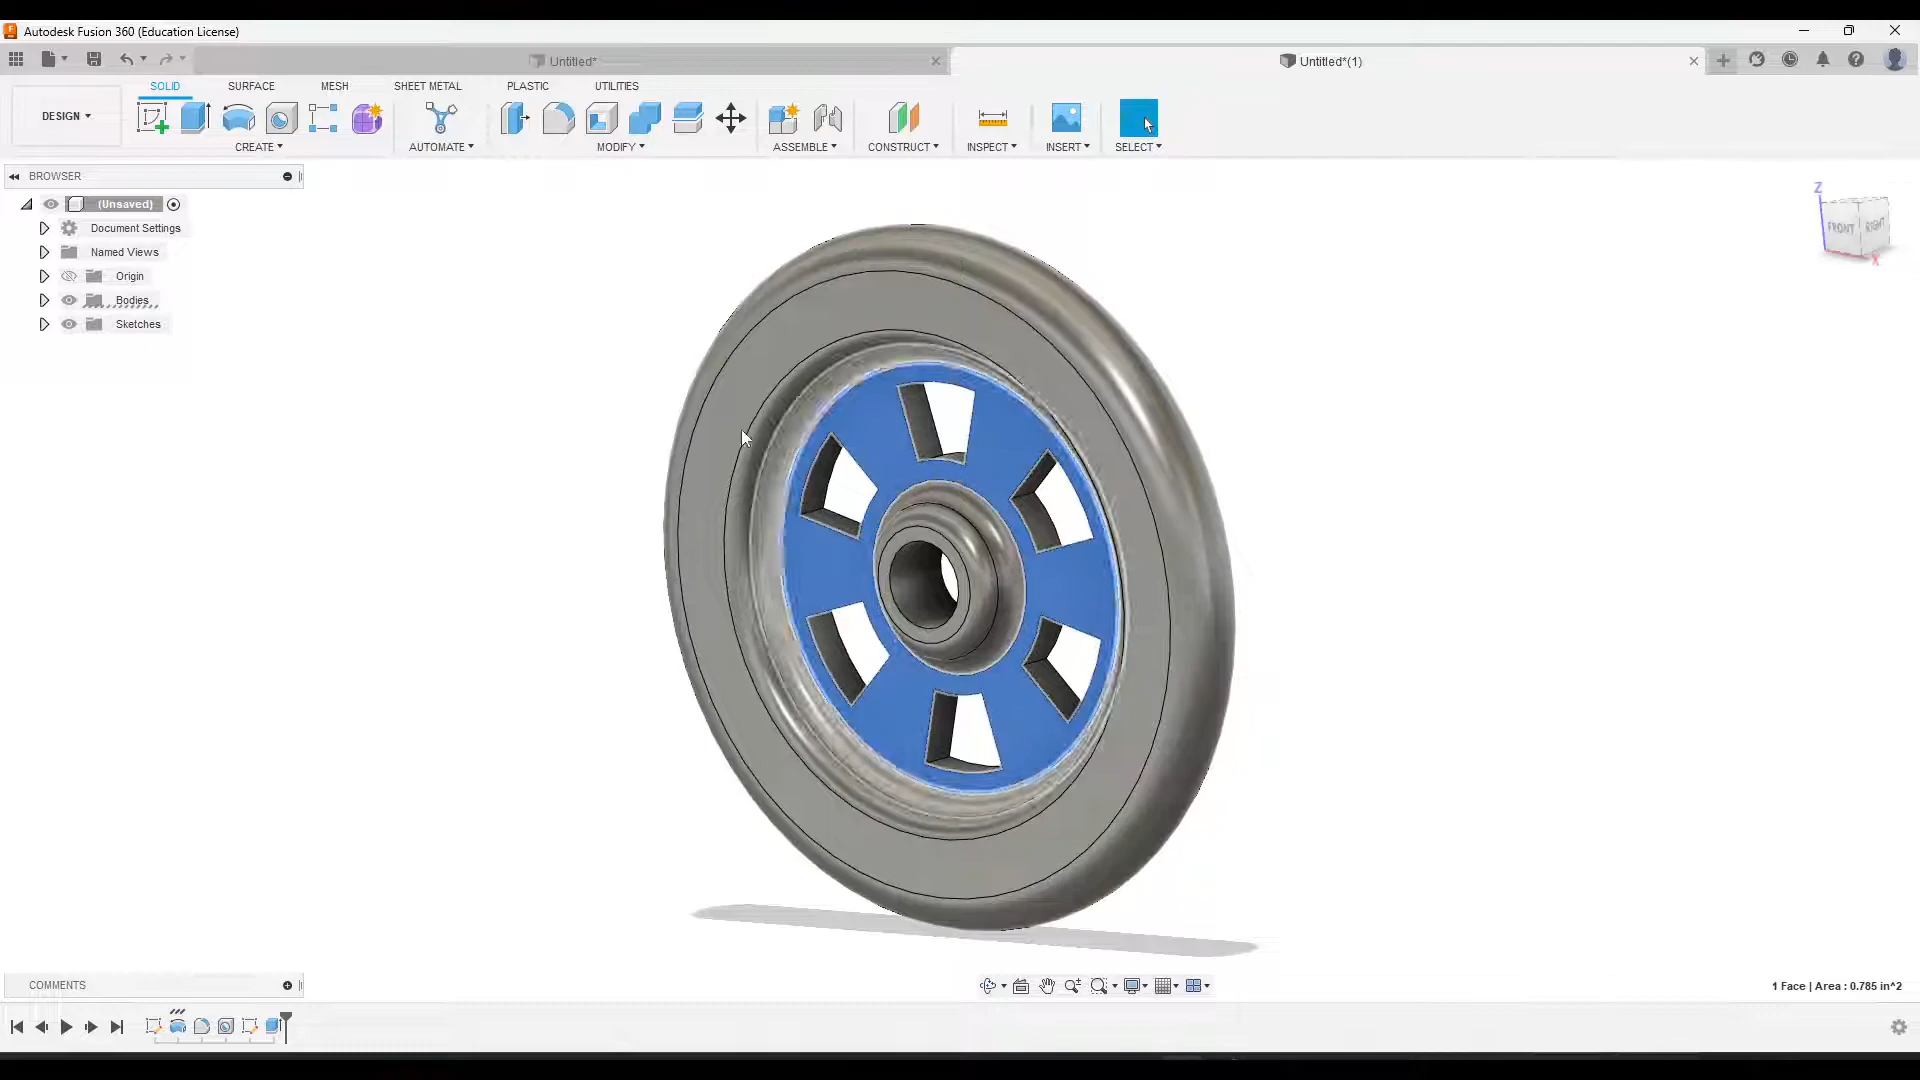 Autodesk Fusion 360 (Education License)
Untitled*
Untitled*(1)
SOLID
SURFACE
MESH
SHEET METAL
PLASTIC
UTILITIES
DESIGN
CREATE
AUTOMATE
MODIFY
ASSEMBLE
CONSTRUCT
INSPECT
INSERT
SELECT
BROWSER
(Unsaved)
Document Settings
Named Views
Origin
Bodies
Sketches
Z
FRONT
RIGHT
X
COMMENTS
1 Face | Area : 0.785 in^2